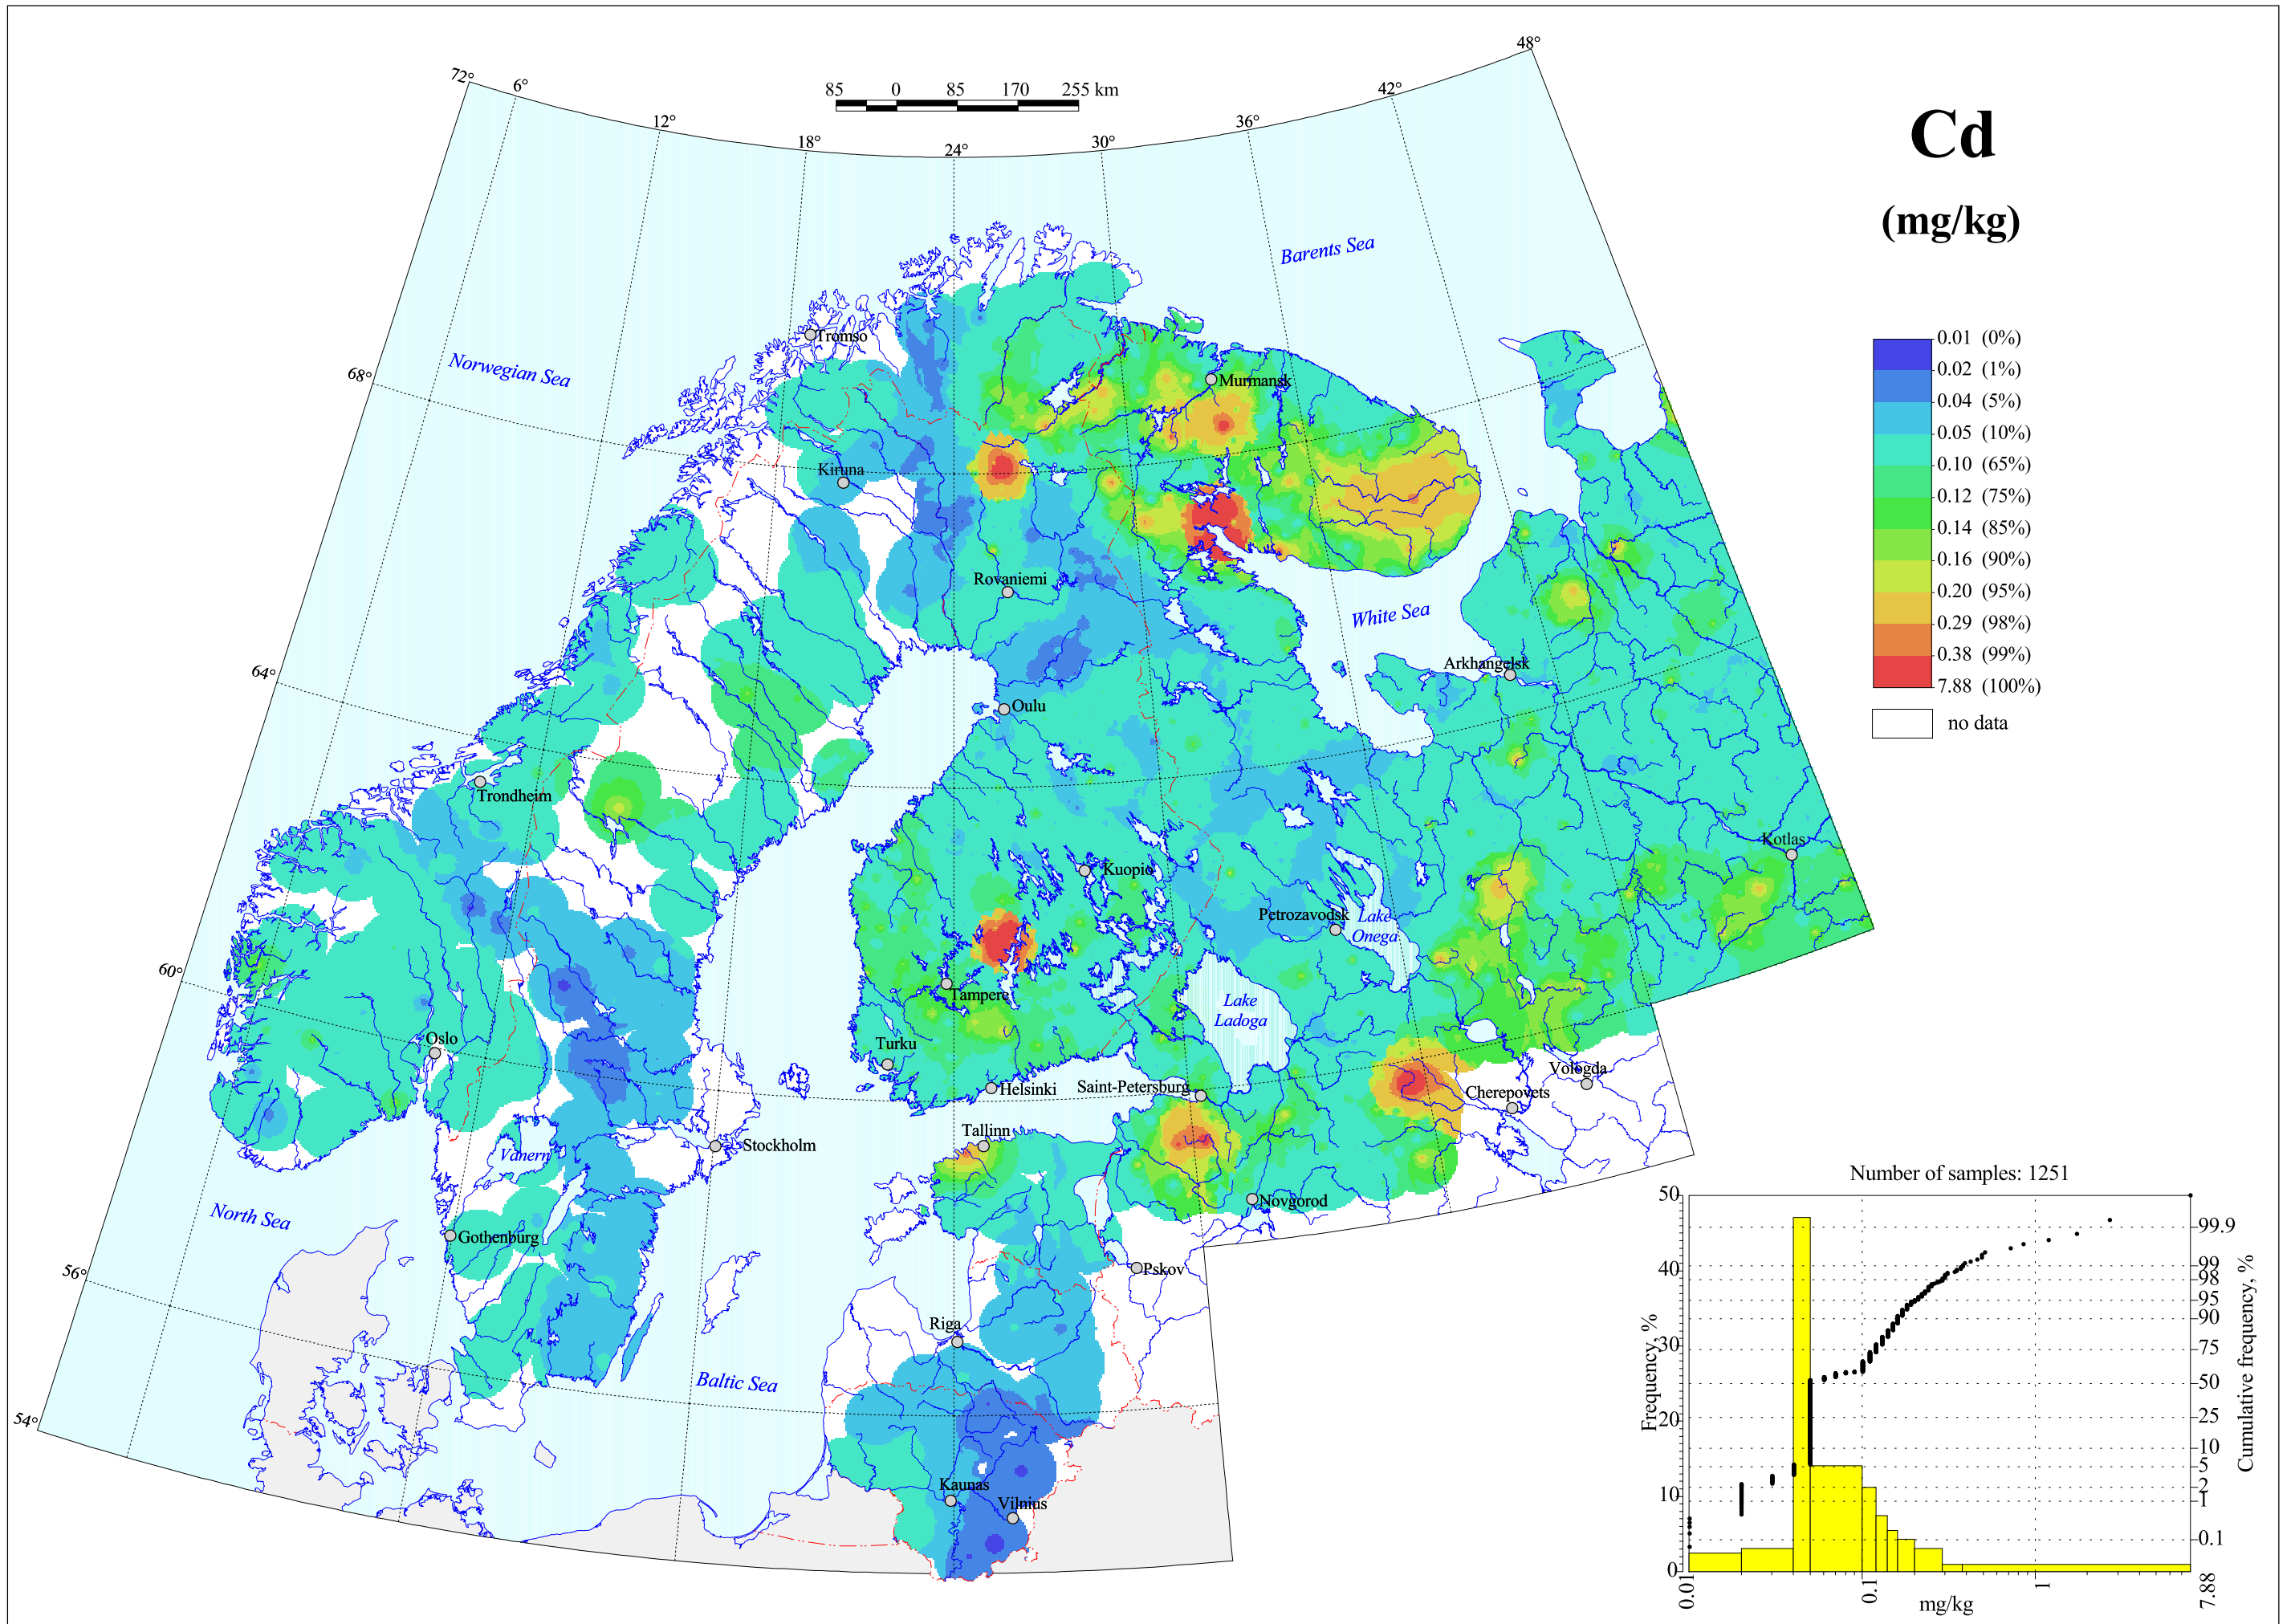 48°
72°
6°
42°
85 0 85 170 255 km
12°
36°
18°
30°
24°
Cd
(mg/kg)
Barents Sea
Tromso
Norwegian Sea
68°
Murmansk
Kiruna
Rovaniemi
White Sea
Arkhangelsk
64°
Oulu
Trondheim
Kotlas
Kuopio
Petrozavodsk
Lake
Onega
60°
Tampere
Lake
Ladoga
Oslo
Turku
Vologda
Helsinki
Saint-Petersburg
Cherepovets
Tallinn
Stockholm
Vänern
Novgorod
North Sea
Gothenburg
Pskov
56°
Riga
Baltic Sea
54°
Kaunas
Vilnius
0.01 (0%)
0.02 (1%)
0.04 (5%)
0.05 (10%)
0.10 (65%)
0.12 (75%)
0.14 (85%)
0.16 (90%)
0.20 (95%)
0.29 (98%)
0.38 (99%)
7.88 (100%)
no data
Number of samples: 1251
Frequency, %
50
40
30
20
10
0
99.9
99
98
95
90
75
50
25
10
5
2
1
0.1
Cumulative frequency, %
0.01 0.1 1 7.88
mg/kg